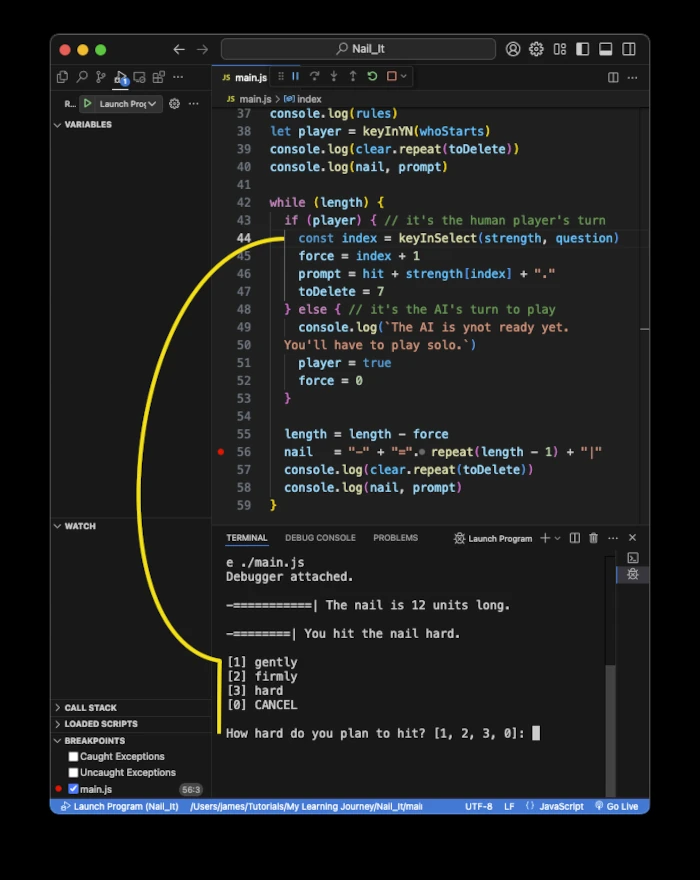 Nail_It
1
JS main.js
R... Launch Prog
JS main.js > index
VARIABLES
37 console.log(rules)
38 let player = keyInYN(whoStarts)
39 console.log(clear.repeat(toDelete))
40 console.log(nail, prompt)
41
42 while (length) {
43 if (player) { // it's the human player's turn
44 const index = keyInSelect(strength, question)
45 force = index + 1
46 prompt = hit + strength[index] + "."
47 toDelete = 7
48 } else { // it's the AI's turn to play
49 console.log(`The AI is ynot ready yet.
50 You'll have to play solo.`)
51 player = true
52 force = 0
53 }
54
55 length = length - force
56 nail = "—" + "=". repeat(length - 1) + "|"
57 console.log(clear.repeat(toDelete))
58 console.log(nail, prompt)
59 }
WATCH
TERMINAL DEBUG CONSOLE PROBLEMS Launch Program
e ./main.js
Debugger attached.
—===========| The nail is 12 units long.
—========| You hit the nail hard.
[1] gently
[2] firmly
[3] hard
[0] CANCEL
How hard do you plan to hit? [1, 2, 3, 0]:
CALL STACK
LOADED SCRIPTS
BREAKPOINTS
Caught Exceptions
Uncaught Exceptions
main.js 56:3
Launch Program (Nail_It) /Users/james/Tutorials/My Learning Journey/Nail_It/mai UTF-8 LF {} JavaScript Go Live